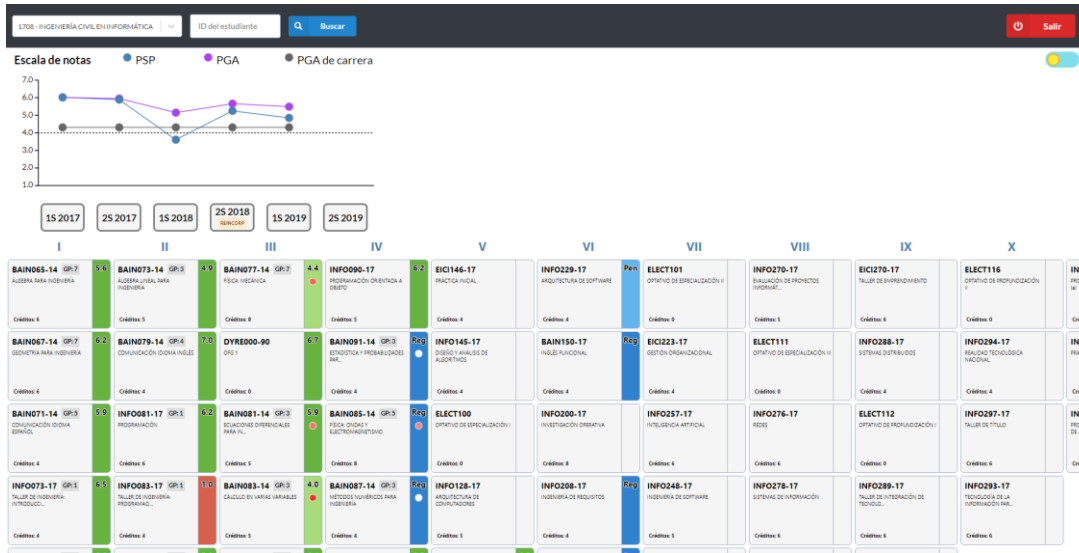 1708 - INGENIERÍA CIVIL EN INFORMÁTICA
ID del estudiante
Buscar
Salir
Escala de notas
PSP
PGA
PGA de carrera
7.0
6.0
5.0
4.0
3.0
2.0
1.0
1S 2017
2S 2017
1S 2018
2S 2018
REINCORP
1S 2019
2S 2019
I II III IV V VI VII VIII IX X
BAIN065-14 GP: 7 5.6
ÁLGEBRA PARA INGENIERÍA
Créditos: 6
BAIN073-14 GP: 3 4.9
ÁLGEBRA LINEAL PARA
INGENIERÍA
Créditos: 5
BAIN077-14 GP: 7 4.4
FÍSICA: MECÁNICA
Créditos: 8
INFO090-17 6.2
PROGRAMACIÓN ORIENTADA A
OBJETO
Créditos: 5
EICI146-17
PRÁCTICA INICIAL
Créditos: 4
INFO229-17 Pen
ARQUITECTURA DE SOFTWARE
Créditos: 4
ELECT101
OPTATIVO DE ESPECIALIZACIÓN II
Créditos: 0
INFO270-17
EVALUACIÓN DE PROYECTOS
INFORMÁT...
Créditos: 5
EICI270-17
TALLER DE EMPRENDIMIENTO
Créditos: 6
ELECT116
OPTATIVO DE PROFUNDIZACIÓN
II
Créditos: 0
BAIN067-14 GP: 7 6.2
GEOMETRÍA PARA INGENIERÍA
Créditos: 6
BAIN079-14 GP: 4 7.0
COMUNICACIÓN IDIOMA INGLES
Créditos: 4
DYRE000-90 6.7
OFG 1
Créditos: 0
BAIN091-14 GP: 3 Reg
ESTADÍSTICA Y PROBABILIDADES
PAR...
Créditos: 4
INFO145-17
DISEÑO Y ANÁLISIS DE
ALGORITMOS
Créditos: 4
BAIN150-17 Reg
INGLÉS FUNCIONAL
Créditos: 4
EICI223-17
GESTIÓN ORGANIZACIONAL
Créditos: 4
ELECT111
OPTATIVO DE ESPECIALIZACIÓN III
Créditos: 0
INFO288-17
SISTEMAS DISTRIBUIDOS
Créditos: 4
INFO294-17
REALIDAD TECNOLÓGICA
NACIONAL
Créditos: 4
BAIN071-14 GP: 3 5.9
COMUNICACIÓN IDIOMA
ESPAÑOL
Créditos: 4
INFO081-17 GP: 1 6.2
PROGRAMACIÓN
Créditos: 6
BAIN081-14 GP: 3 5.9
ECUACIONES DIFERENCIALES
PARA IN...
Créditos: 5
BAIN085-14 GP: 3 Reg
FÍSICA: ONDAS Y
ELECTROMAGNETISMO
Créditos: 8
ELECT100
OPTATIVO DE ESPECIALIZACIÓN I
Créditos: 0
INFO200-17
INVESTIGACIÓN OPERATIVA
Créditos: 8
INFO257-17
INTELIGENCIA ARTIFICIAL
Créditos: 6
INFO276-17
REDES
Créditos: 6
ELECT112
OPTATIVO DE PROFUNDIZACIÓN I
Créditos: 0
INFO297-17
TALLER DE TÍTULO
Créditos: 6
INFO073-17 GP: 1 6.5
TALLER DE INGENIERÍA:
INTRODUCCI...
Créditos: 4
INFO083-17 GP: 1 1.0
TALLER DE INGENIERÍA:
PROGRAMACI...
Créditos: 4
BAIN083-14 GP: 3 4.0
CÁLCULO EN VARIAS VARIABLES
Créditos: 5
BAIN087-14 GP: 3 Reg
MÉTODOS NUMÉRICOS PARA
INGENIERÍA
Créditos: 4
INFO128-17
ARQUITECTURA DE
COMPUTADORES
Créditos: 5
INFO208-17 Reg
INGENIERÍA DE REQUISITOS
Créditos: 4
INFO248-17
INGENIERÍA DE SOFTWARE
Créditos: 5
INFO278-17
SISTEMAS DE INFORMACIÓN
Créditos: 6
INFO289-17
TALLER DE INTEGRACIÓN DE
TECNOLO...
Créditos: 6
INFO293-17
TECNOLOGÍA DE LA
INFORMACIÓN PAR...
Créditos: 6